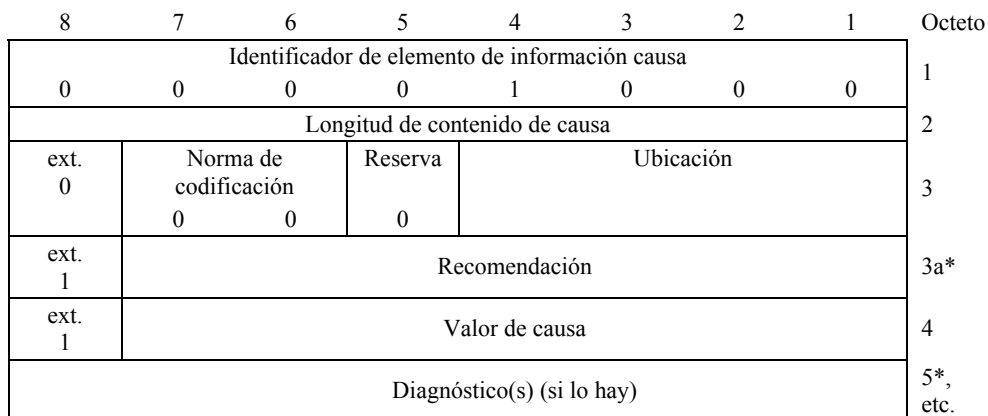 8 7 6 5 4 3 2 1 Octeto
Identificador de elemento de información causa
1
0 0 0 0 1 0 0 0
Longitud de contenido de causa 2
ext. Norma de Reserva Ubicación
0 codificación 3
0 0 0
ext. Recomendación 3a*
1
ext. Valor de causa 4
1
Diagnóstico(s) (si lo hay) 5*,
etc.